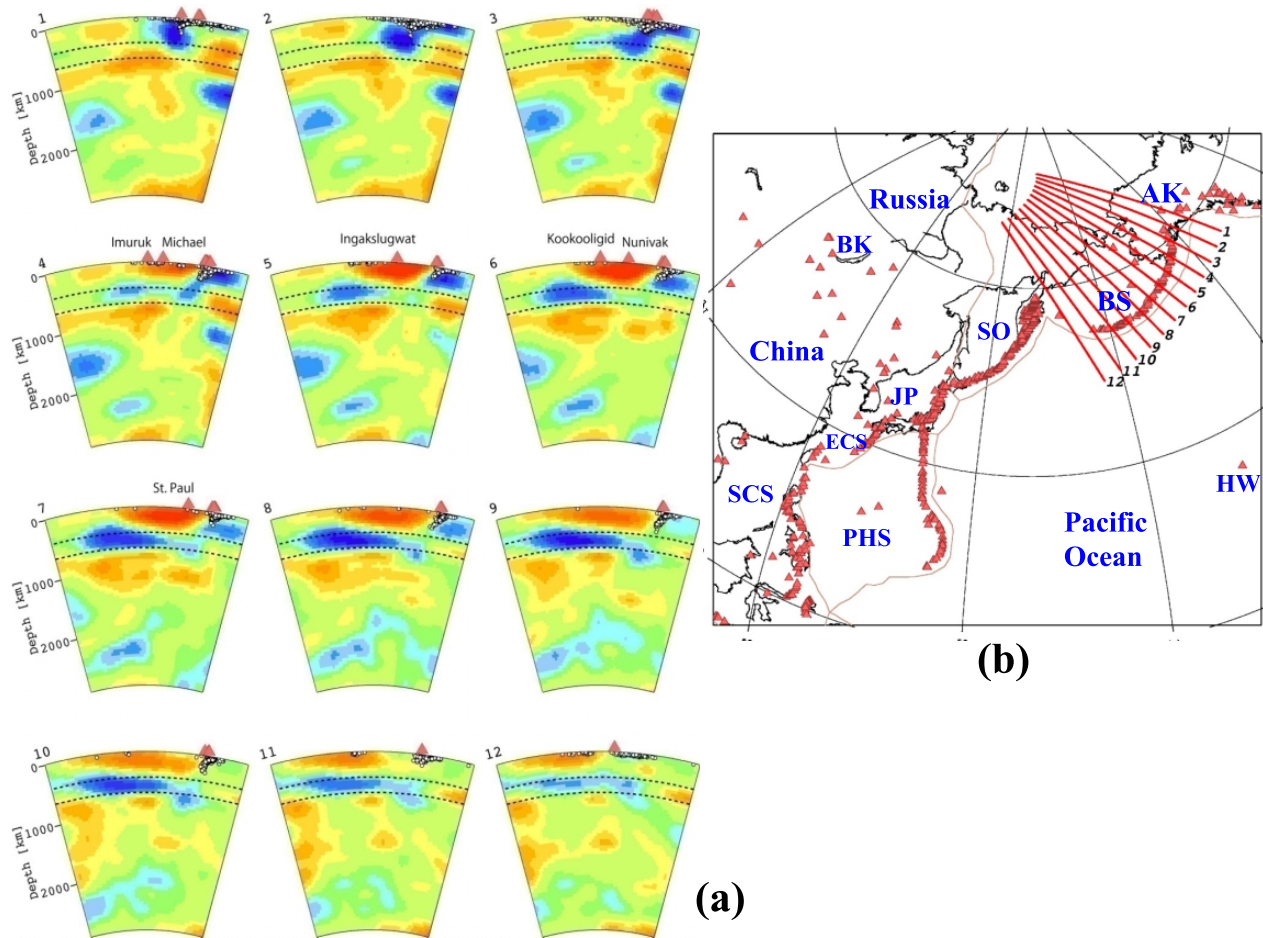 1
2
3
0
1000
2000
Depth [km]
Imuruk Michael
Ingakslugwat
Kookooligid Nunivak
4
5
6
0
1000
2000
Depth [km]
St. Paul
7
8
9
0
1000
2000
Depth [km]
10
11
12
0
1000
2000
Depth [km]
(a)
Russia
AK
BK
1
2
3
4
5
6
7
8
9
10
11
12
BS
SO
China
JP
ECS
SCS
PHS
HW
Pacific
Ocean
(b)